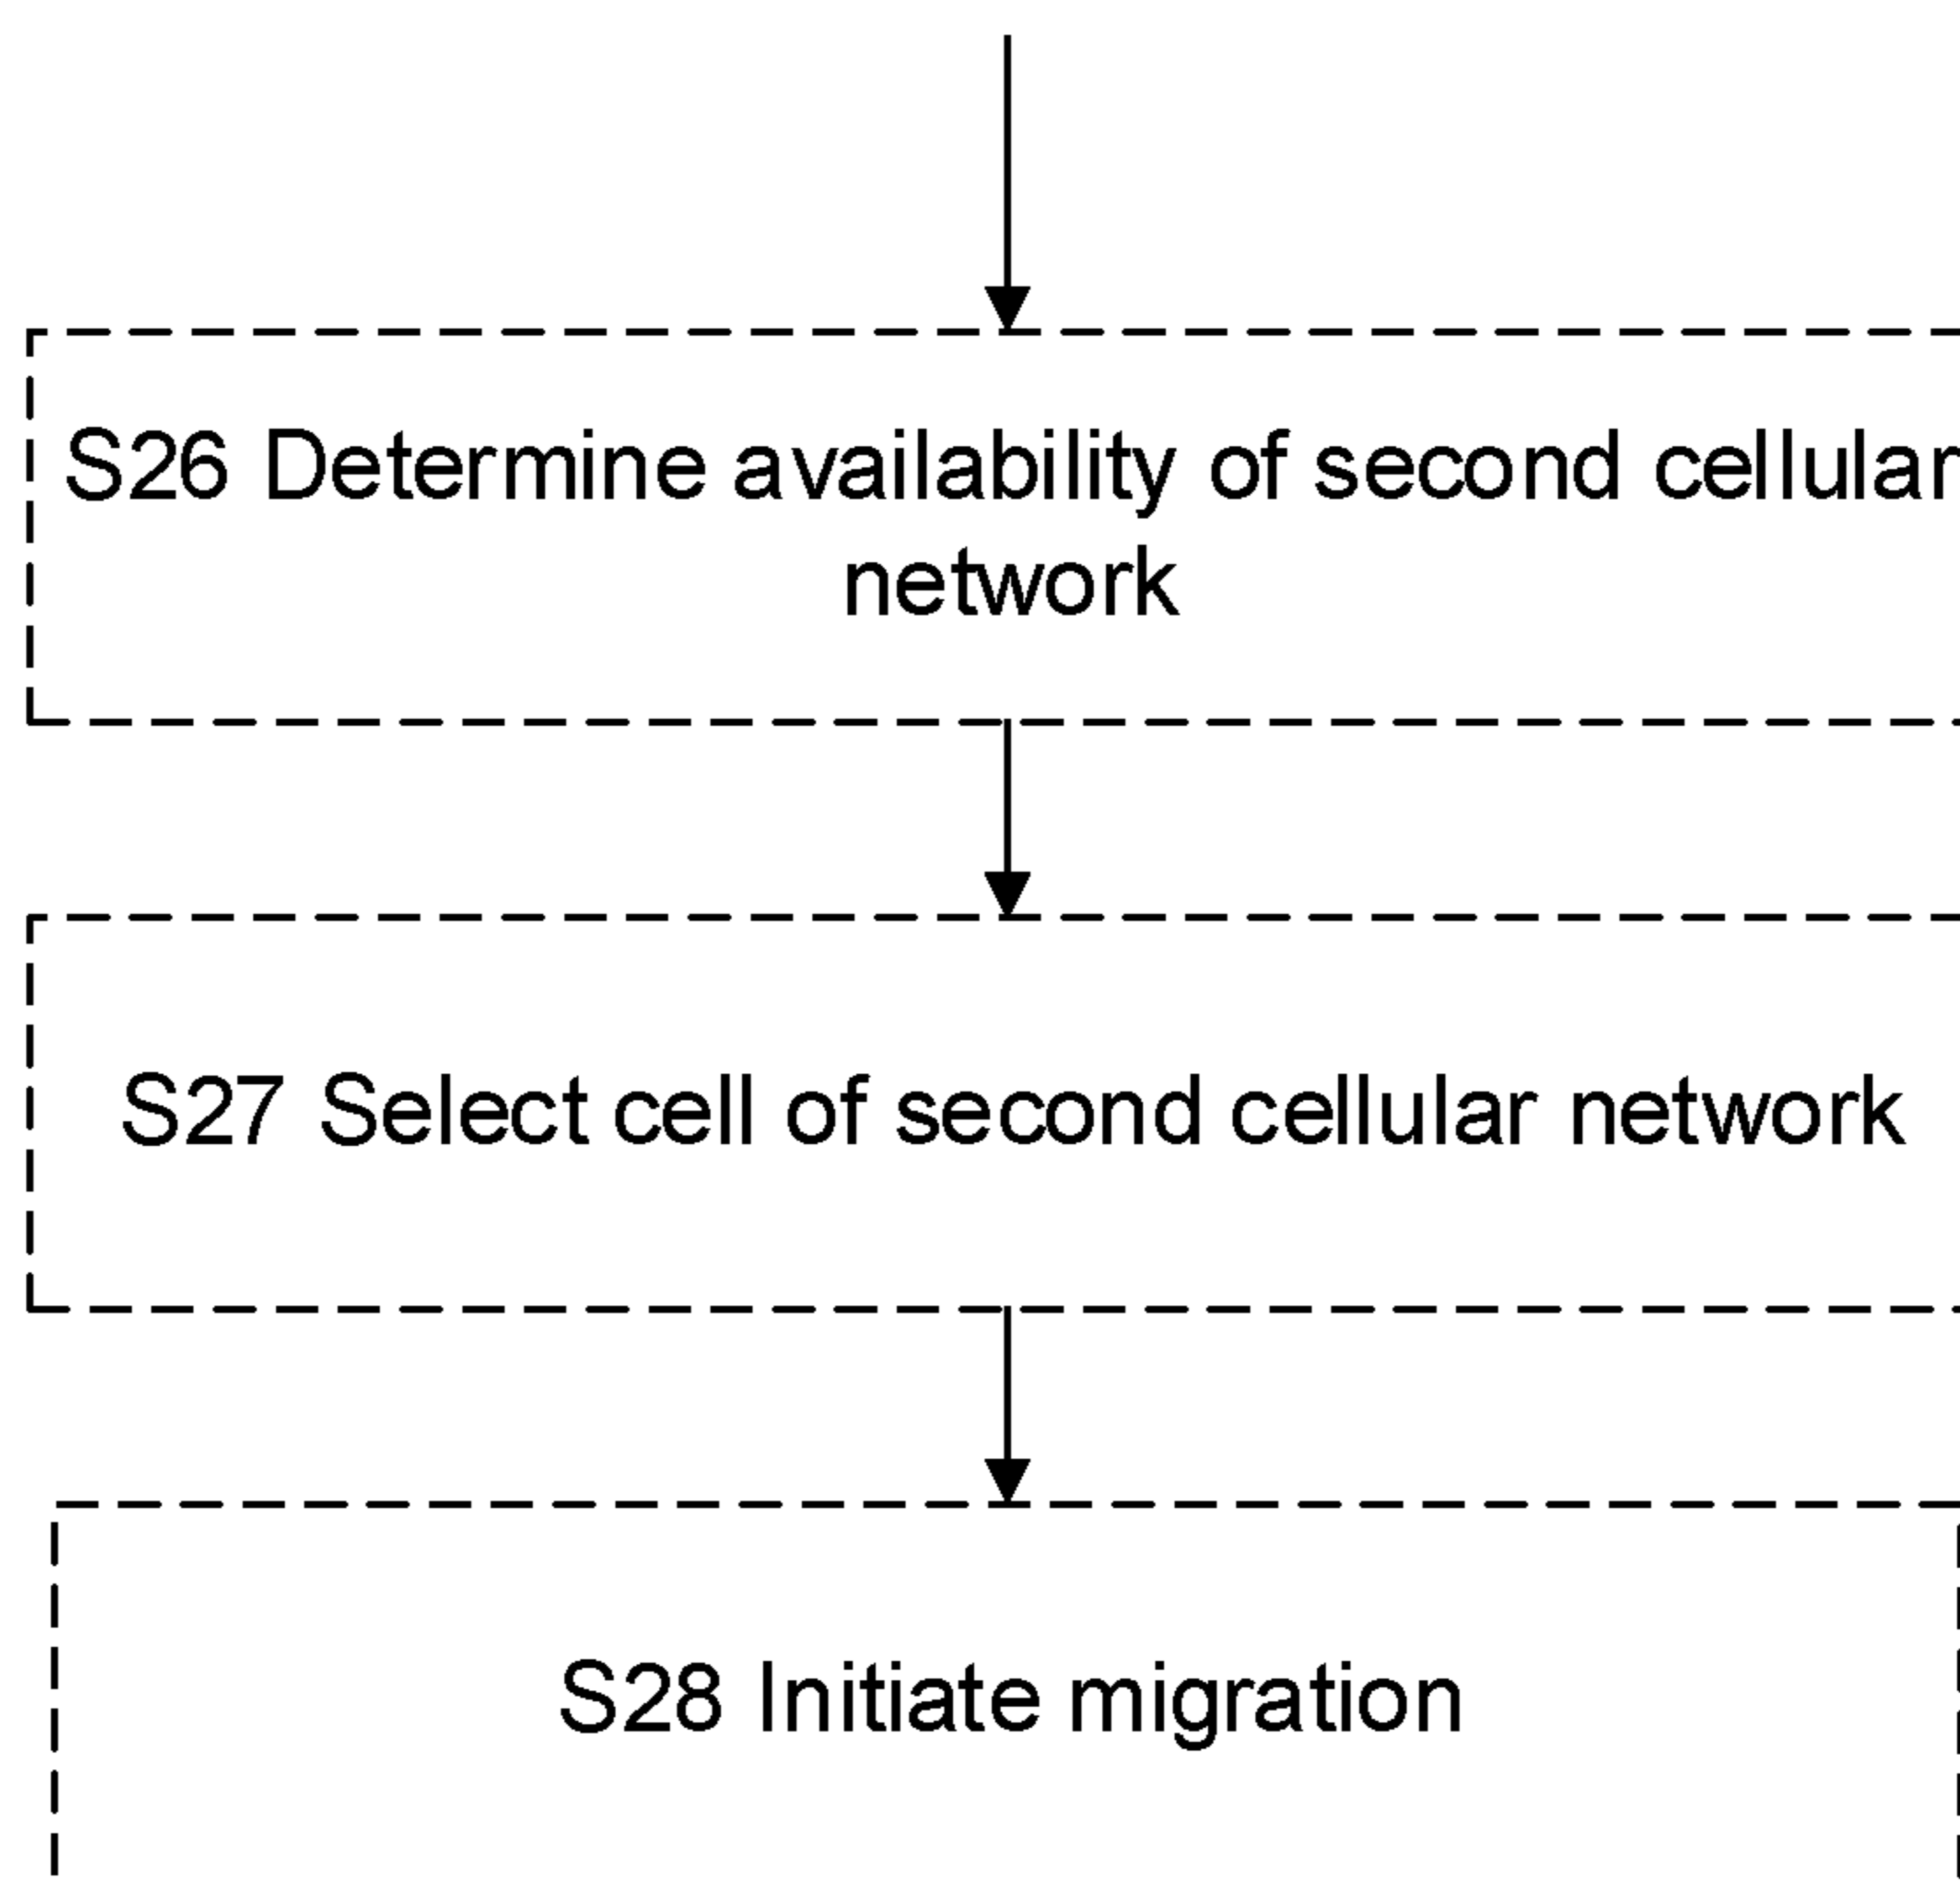 S26 Determine availability of second cellular
network
S27 Select cell of second cellular network
S28 Initiate migration